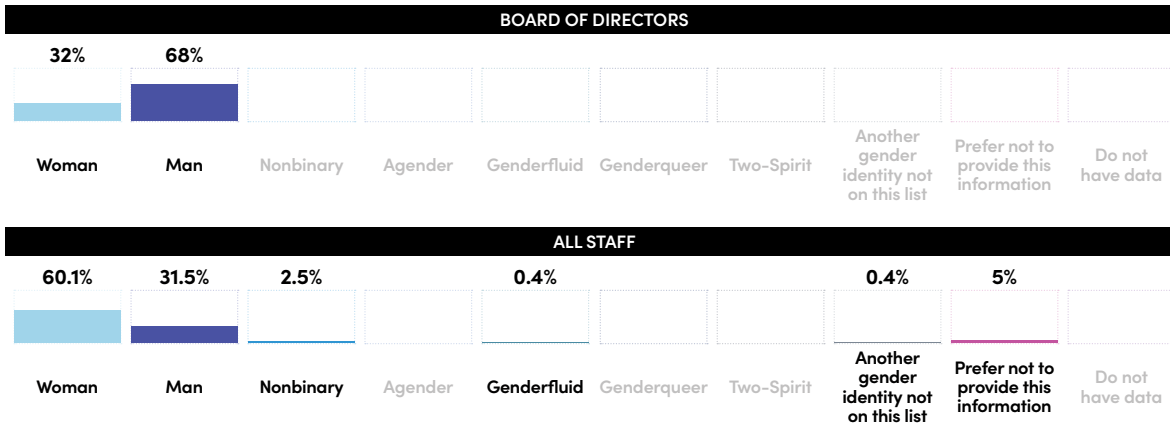 BOARD OF DIRECTORS
32% 68%
Woman Man Nonbinary Agender Genderfluid Genderqueer Two-Spirit Another gender identity not on this list Prefer not to provide this information Do not have data
ALL STAFF
60.1% 31.5% 2.5% 0.4% 0.4% 5%
Woman Man Nonbinary Agender Genderfluid Genderqueer Two-Spirit Another gender identity not on this list Prefer not to provide this information Do not have data